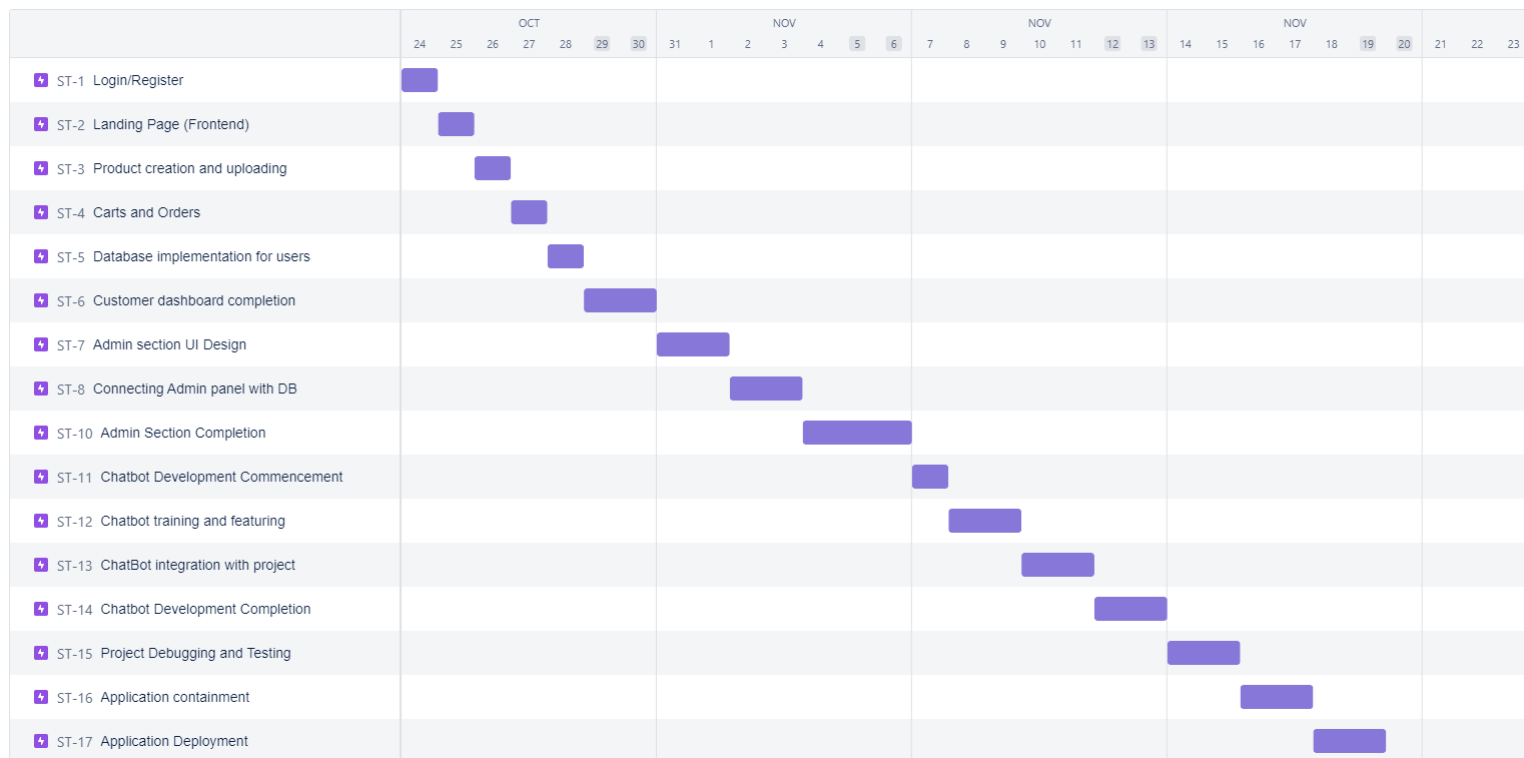 OCT NOV NOV NOV
24 25 26 27 28 29 30 31 1 2 3 4 5 6 7 8 9 10 11 12 13 14 15 16 17 18 19 20 21 22 23
ST-1 Login/Register
ST-2 Landing Page (Frontend)
ST-3 Product creation and uploading
ST-4 Carts and Orders
ST-5 Database implementation for users
ST-6 Customer dashboard completion
ST-7 Admin section UI Design
ST-8 Connecting Admin panel with DB
ST-10 Admin Section Completion
ST-11 Chatbot Development Commencement
ST-12 Chatbot training and featuring
ST-13 ChatBot integration with project
ST-14 Chatbot Development Completion
ST-15 Project Debugging and Testing
ST-16 Application containment
ST-17 Application Deployment